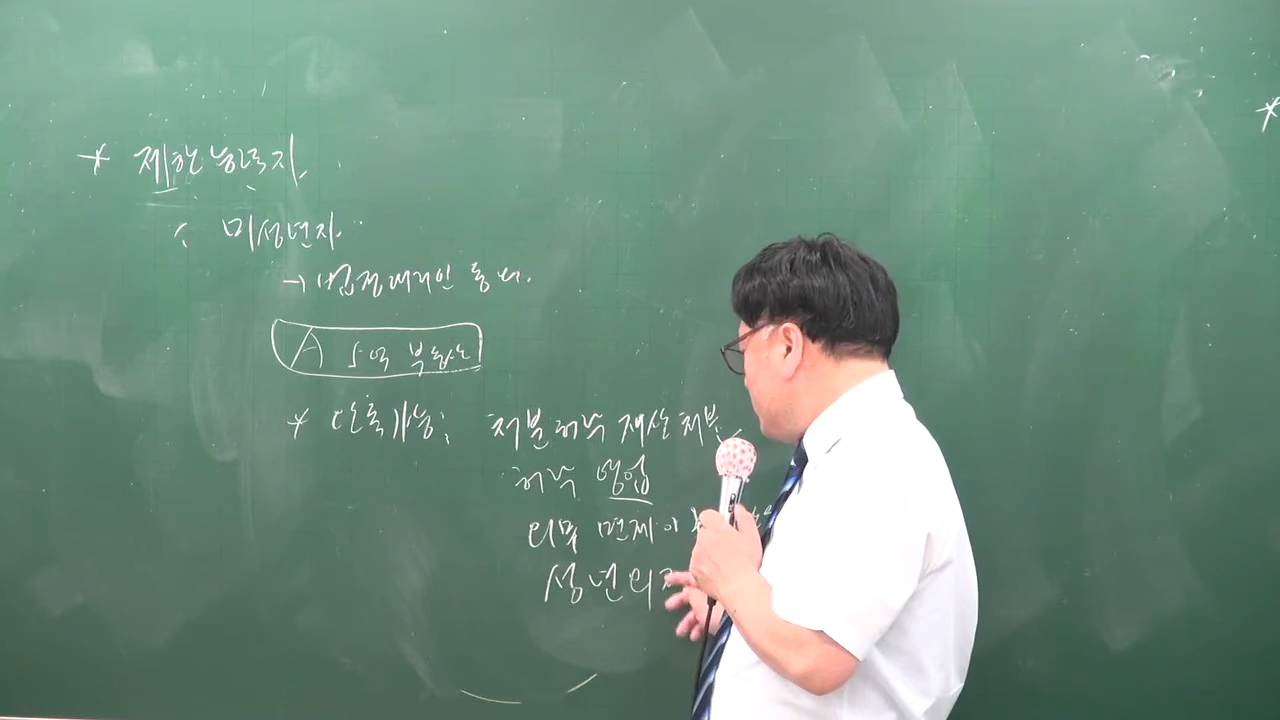 * 제한능력자.
미성년자.
→ 법정대리인 동의.
A 5억 부동산
* 단독가능: 처분허락 재산처분
허락 영업
의무 면제
성년의
*